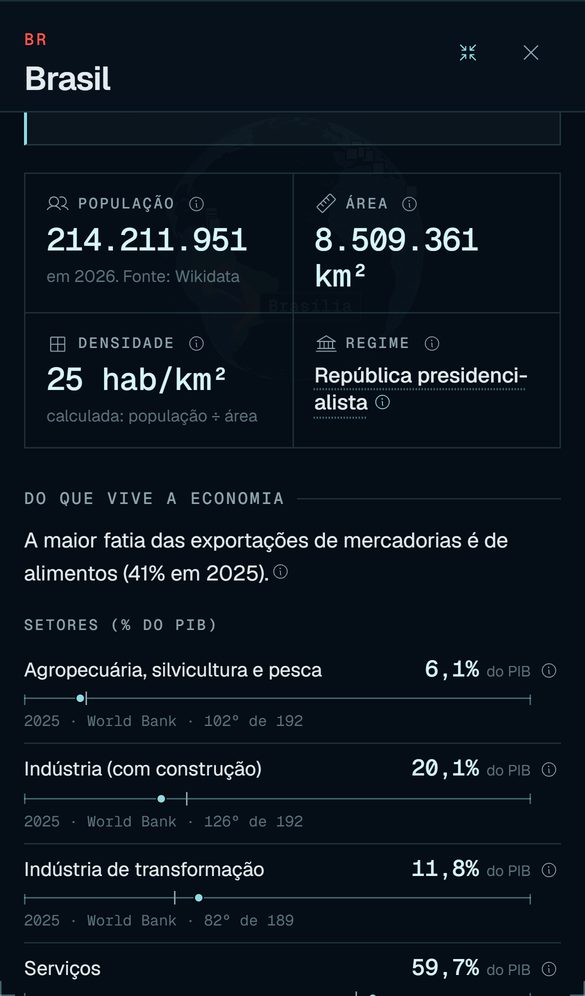 BR
Brasil
POPULAÇÃO
214.211.951
em 2026. Fonte: Wikidata
ÁREA
8.509.361
km²
Brasília
DENSIDADE
25 hab/km²
calculada: população ÷ área
REGIME
República presidenci-
alista
DO QUE VIVE A ECONOMIA
A maior fatia das exportações de mercadorias é de
alimentos (41% em 2025).
SETORES (% DO PIB)
Agropecuária, silvicultura e pesca 6,1% do PIB
2025 · World Bank · 102º de 192
Indústria (com construção) 20,1% do PIB
2025 · World Bank · 126º de 192
Indústria de transformação 11,8% do PIB
2025 · World Bank · 82º de 189
Serviços 59,7% do PIB